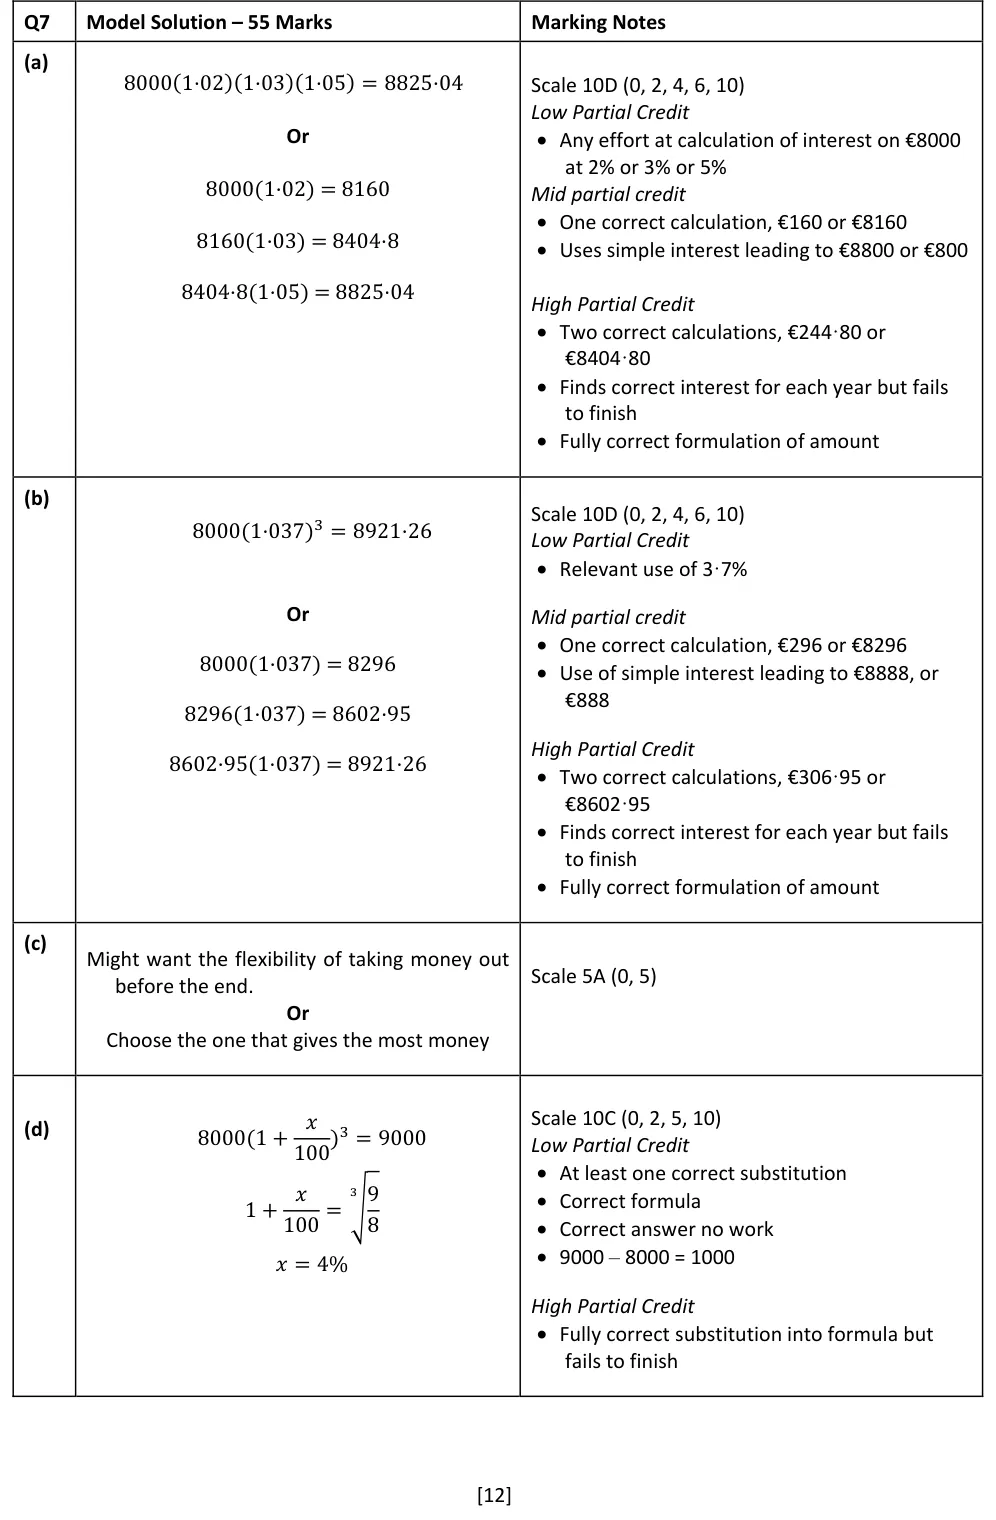 Q7 Model Solution – 55 Marks Marking Notes
(a)
8000(1·02)(1·03)(1·05) = 8825·04
Or
8000(1·02) = 8160
8160(1·03) = 8404·8
8404·8(1·05) = 8825·04
Scale 10D (0, 2, 4, 6, 10)
Low Partial Credit
• Any effort at calculation of interest on €8000
at 2% or 3% or 5%
Mid partial credit
• One correct calculation, €160 or €8160
• Uses simple interest leading to €8800 or €800
High Partial Credit
• Two correct calculations, €244·80 or
€8404·80
• Finds correct interest for each year but fails
to finish
• Fully correct formulation of amount
(b)
8000(1·037)³ = 8921·26
Or
8000(1·037) = 8296
8296(1·037) = 8602·95
8602·95(1·037) = 8921·26
Scale 10D (0, 2, 4, 6, 10)
Low Partial Credit
• Relevant use of 3·7%
Mid partial credit
• One correct calculation, €296 or €8296
• Use of simple interest leading to €8888, or
€888
High Partial Credit
• Two correct calculations, €306·95 or
€8602·95
• Finds correct interest for each year but fails
to finish
• Fully correct formulation of amount
(c)
Might want the flexibility of taking money out
before the end.
Or
Choose the one that gives the most money
Scale 5A (0, 5)
(d)
8000(1 + x/100)³ = 9000
1 + x/100 = ³√(9/8)
x = 4%
Scale 10C (0, 2, 5, 10)
Low Partial Credit
• At least one correct substitution
• Correct formula
• Correct answer no work
• 9000 – 8000 = 1000
High Partial Credit
• Fully correct substitution into formula but
fails to finish
[12]